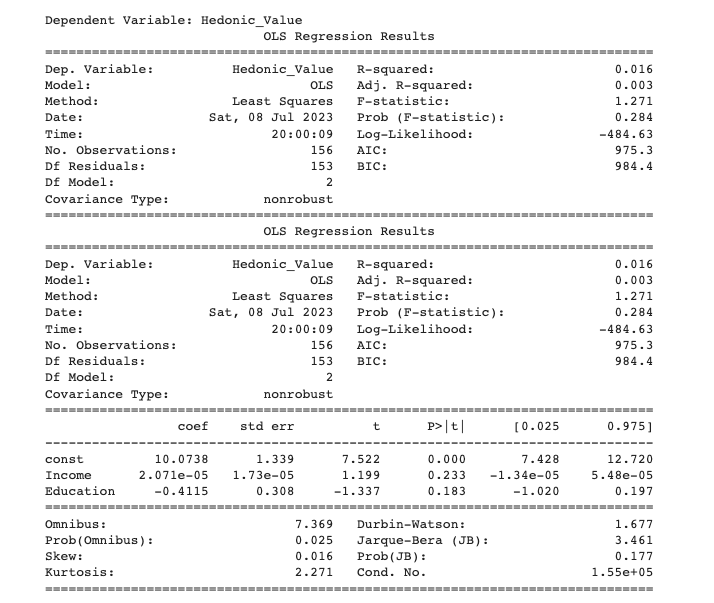 Dependent Variable: Hedonic_Value
OLS Regression Results
==============================================================================
Dep. Variable: Hedonic_Value R-squared: 0.016
Model: OLS Adj. R-squared: 0.003
Method: Least Squares F-statistic: 1.271
Date: Sat, 08 Jul 2023 Prob (F-statistic): 0.284
Time: 20:00:09 Log-Likelihood: -484.63
No. Observations: 156 AIC: 975.3
Df Residuals: 153 BIC: 984.4
Df Model: 2
Covariance Type: nonrobust
==============================================================================
OLS Regression Results
==============================================================================
Dep. Variable: Hedonic_Value R-squared: 0.016
Model: OLS Adj. R-squared: 0.003
Method: Least Squares F-statistic: 1.271
Date: Sat, 08 Jul 2023 Prob (F-statistic): 0.284
Time: 20:00:09 Log-Likelihood: -484.63
No. Observations: 156 AIC: 975.3
Df Residuals: 153 BIC: 984.4
Df Model: 2
Covariance Type: nonrobust
==============================================================================
coef std err t P>|t| [0.025 0.975]
------------------------------------------------------------------------------
const 10.0738 1.339 7.522 0.000 7.428 12.720
Income 2.071e-05 1.73e-05 1.199 0.233 -1.34e-05 5.48e-05
Education -0.4115 0.308 -1.337 0.183 -1.020 0.197
==============================================================================
Omnibus: 7.369 Durbin-Watson: 1.677
Prob(Omnibus): 0.025 Jarque-Bera (JB): 3.461
Skew: 0.016 Prob(JB): 0.177
Kurtosis: 2.271 Cond. No. 1.55e+05
==============================================================================